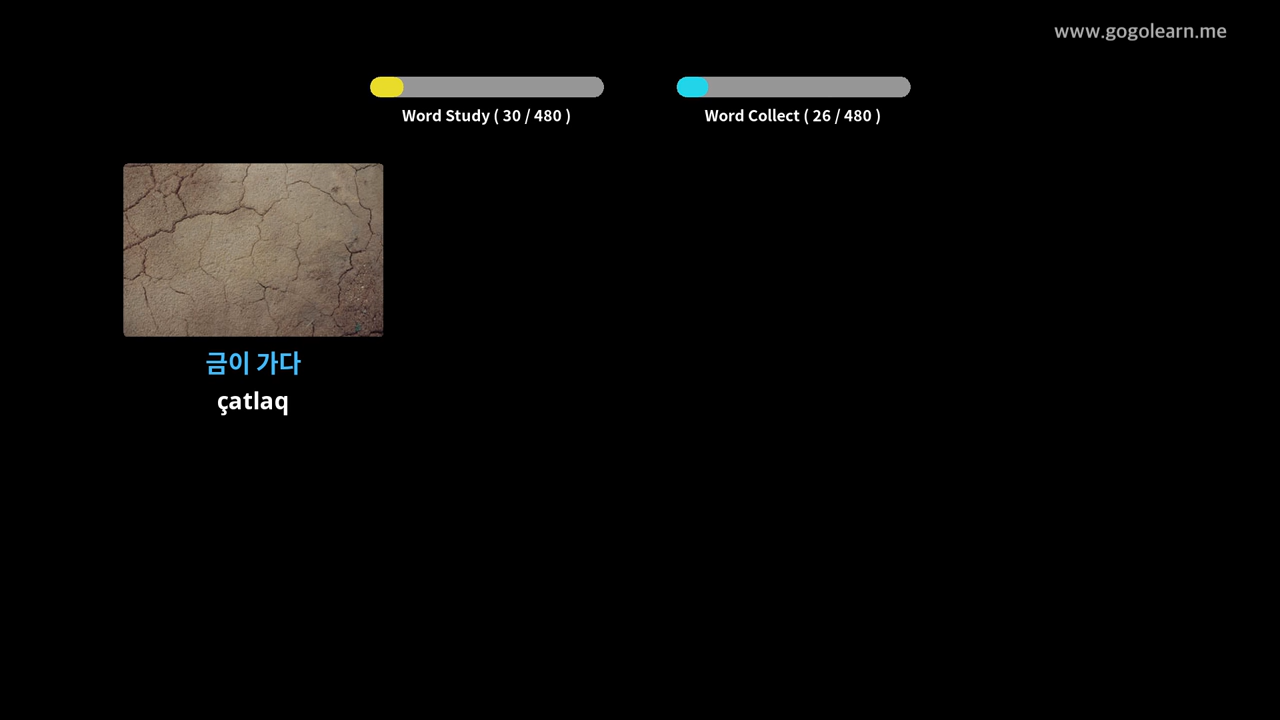 www.gogolearn.me
Word Study ( 30 / 480 )
Word Collect ( 26 / 480 )
금이 가다
çatlaq